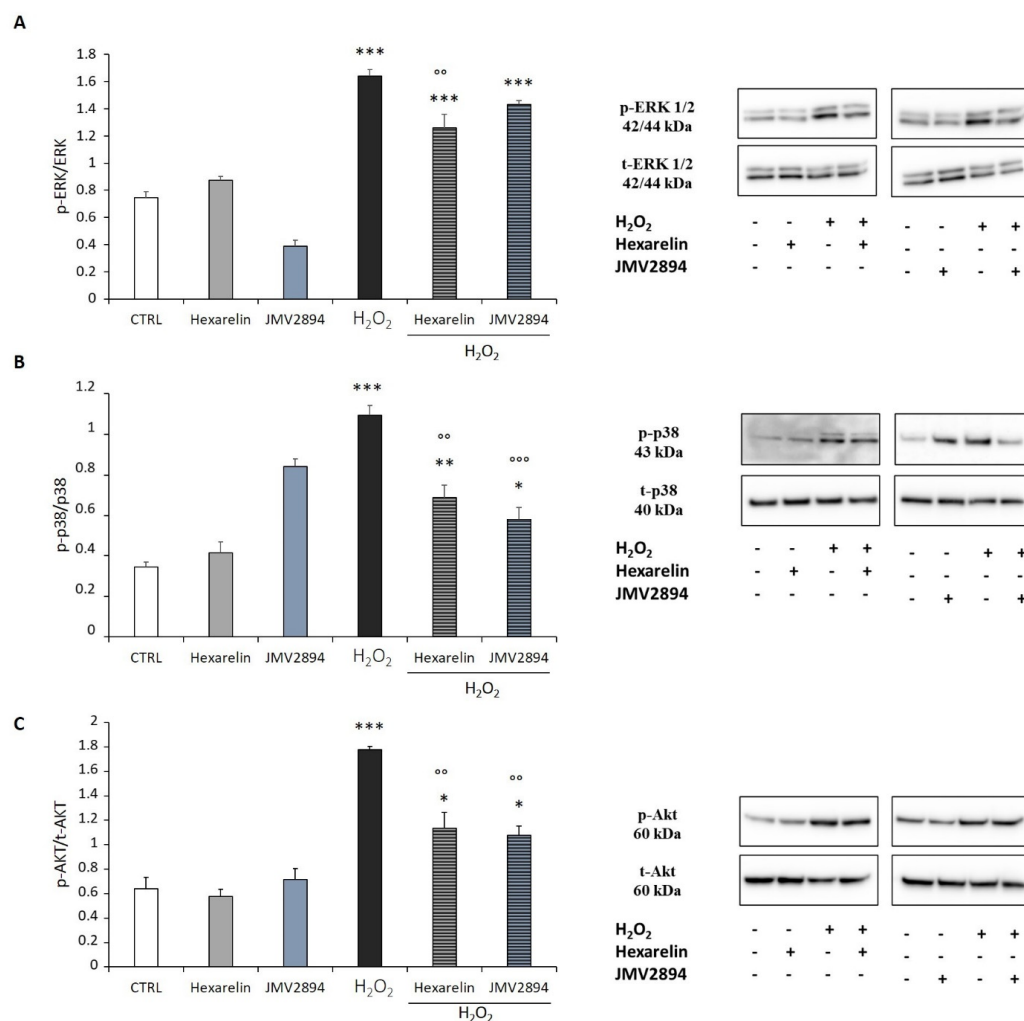 A
p-ERK/ERK
1.8
1.6
1.4
1.2
1
0.8
0.6
0.4
0.2
0
***
°°
***
***
CTRL Hexarelin JMV2894 H₂O₂ Hexarelin JMV2894
H₂O₂
p-ERK 1/2
42/44 kDa
t-ERK 1/2
42/44 kDa
H₂O₂ - - + + - - + +
Hexarelin - + - + - - - -
JMV2894 - - - - - + - +
B
p-p38/p38
1.2
1
0.8
0.6
0.4
0.2
0
***
°°
**
°°°
*
CTRL Hexarelin JMV2894 H₂O₂ Hexarelin JMV2894
H₂O₂
p-p38
43 kDa
t-p38
40 kDa
H₂O₂ - - + + - - + +
Hexarelin - + - + - - - -
JMV2894 - - - - - + - +
C
p-AKT/t-AKT
2
1.8
1.6
1.4
1.2
1
0.8
0.6
0.4
0.2
0
***
°°
*
°°
*
CTRL Hexarelin JMV2894 H₂O₂ Hexarelin JMV2894
H₂O₂
p-Akt
60 kDa
t-Akt
60 kDa
H₂O₂ - - + + - - + +
Hexarelin - + - + - - - -
JMV2894 - - - - - + - +